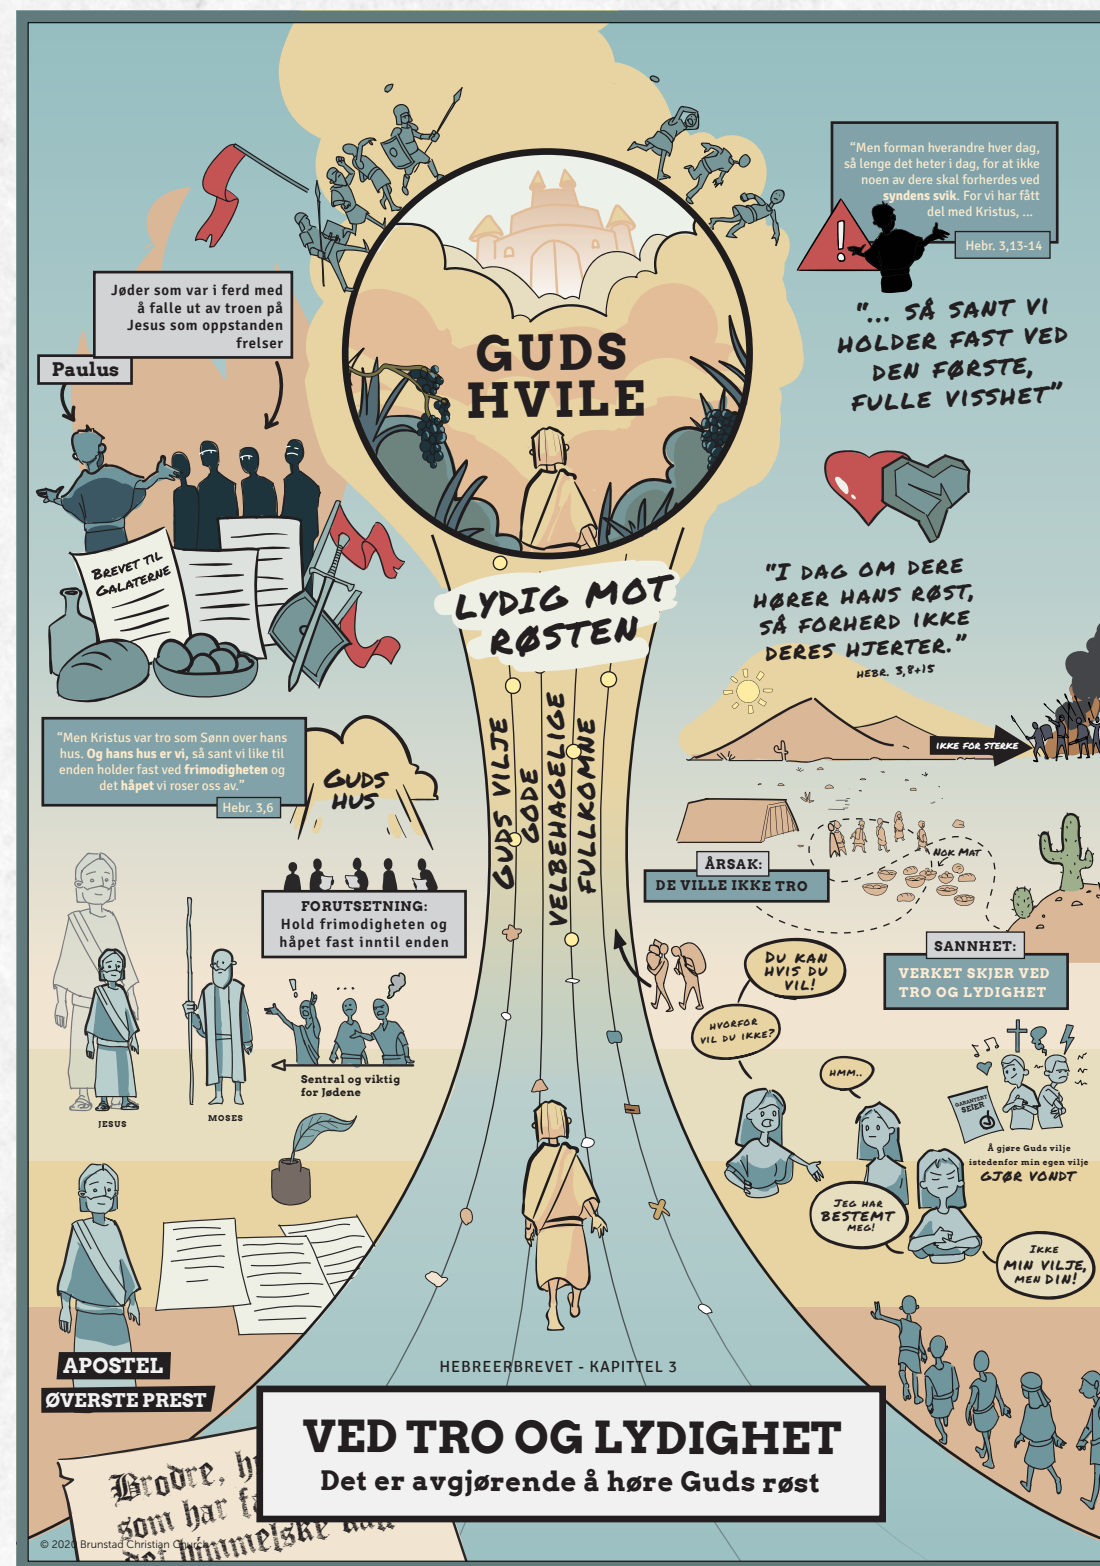 "Men forman hverandre hver dag,
så lenge det heter i dag, for at ikke
noen av dere skal forherdes ved
syndens svik. For vi har fått
del med Kristus, ...
Hebr. 3,13-14
"... SÅ SANT VI
HOLDER FAST VED
DEN FØRSTE,
FULLE VISSHET"
Jøder som var i ferd med
å falle ut av troen på
Jesus som oppstanden
frelser
Paulus
BREVET TIL
GALATERNE
GUDS
HVILE
LYDIG MOT
RØSTEN
"I DAG OM DERE
HØRER HANS RØST,
SÅ FORHERD IKKE
DERES HJERTER."
HEBR. 3,8+15
IKKE FOR STERKE
"Men Kristus var tro som Sønn over hans
hus. Og hans hus er vi, så sant vi like til
enden holder fast ved frimodigheten og
det håpet vi roser oss av."
Hebr. 3,6
GUDS
HUS
GUDS VILJE
GODE
VELBEHAGELIGE
FULLKOMNE
FORUTSETNING:
Hold frimodigheten og
håpet fast inntil enden
! ... 
Sentral og viktig
for Jødene
JESUS
MOSES
NOK MAT
ÅRSAK:
DE VILLE IKKE TRO
SANNHET:
VERKET SKJER VED
TRO OG LYDIGHET
DU KAN
HVIS DU
VIL!
HVORFOR
VIL DU IKKE?
HMM..
GARANTERT
SEIER
Å gjøre Guds vilje
istedenfor min egen vilje
GJØR VONDT
JEG HAR
BESTEMT
MEG!
IKKE
MIN VILJE,
MEN DIN!
APOSTEL
ØVERSTE PREST
HEBREERBREVET - KAPITTEL 3
VED TRO OG LYDIGHET
Det er avgjørende å høre Guds røst
Brødre,
som har
det himmelske
© 2020 Brunstad Christian Church